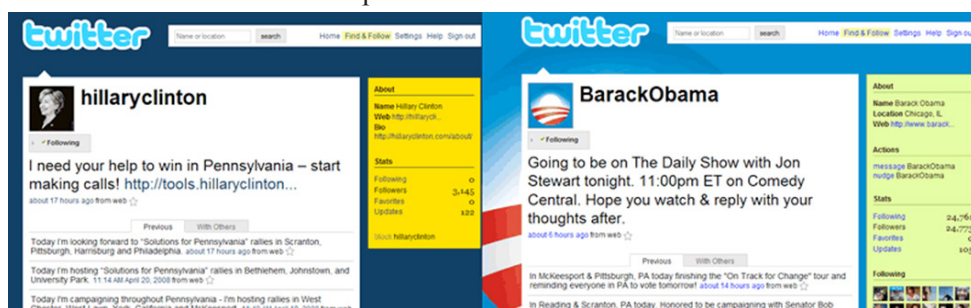 twitter
Name or location search
Home Find & Follow Settings Help Sign out
hillaryclinton
Following
I need your help to win in Pennsylvania – start
making calls! http://tools.hillaryclinton...
about 17 hours ago from web
Previous With Others
Today I'm looking forward to "Solutions for Pennsylvania" rallies in Scranton,
Pittsburgh, Harrisburg and Philadelphia. about 17 hours ago from web
Today I'm hosting "Solutions for Pennsylvania" rallies in Bethlehem, Johnstown, and
University Park. 11:14 AM April 20, 2008 from web
Today I'm campaigning throughout Pennsylvania - I'm hosting rallies in West
About
Name Hillary Clinton
Web http://hillaryck...
Bio
http://hillaryclinton.com/about/
Stats
Following 0
Followers 3,145
Favorites 0
Updates 122
block hillaryclinton
twitter
Name or location search
Home Find & Follow Settings Help Sign out
BarackObama
Following
Going to be on The Daily Show with Jon
Stewart tonight. 11:00pm ET on Comedy
Central. Hope you watch & reply with your
thoughts after.
about 6 hours ago from web
Previous With Others
in McKeesport & Pittsburgh, PA today finishing the "On Track for Change" tour and
reminding everyone in PA to vote tomorrow! about 14 hours ago from web
in Reading & Scranton, PA today. Honored to be campaigning with Senator Bob
About
Name Barack Obama
Location Chicago, IL
Web http://www.barack...
Actions
message BarackObama
nudge BarackObama
Stats
Following
Followers
Favorites
Updates
Following